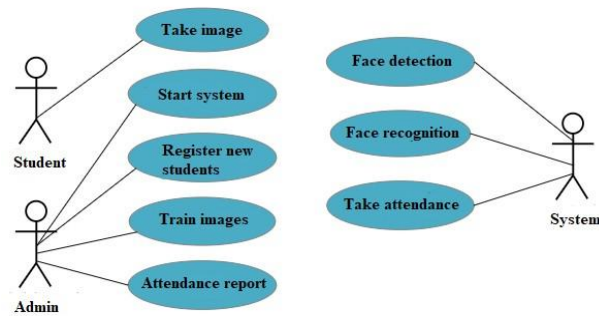 Take image
Start system
Student
Register new
students
Train images
Attendance report
Admin
Face detection
Face recognition
Take attendance
System